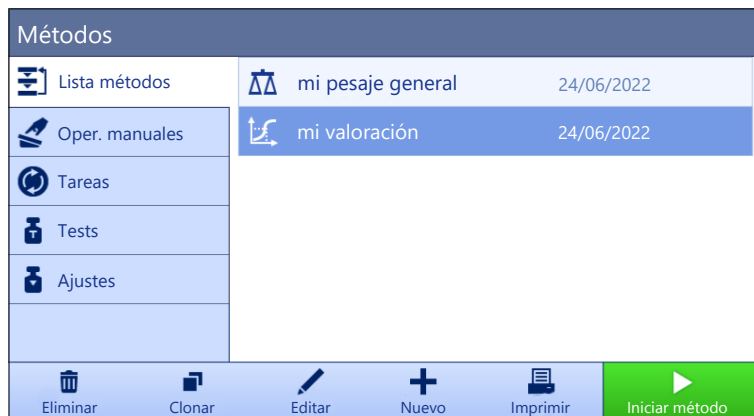 Métodos
Lista métodos
mi pesaje general 24/06/2022
Oper. manuales
mi valoración 24/06/2022
Tareas
Tests
Ajustes
Eliminar Clonar Editar Nuevo Imprimir Iniciar método